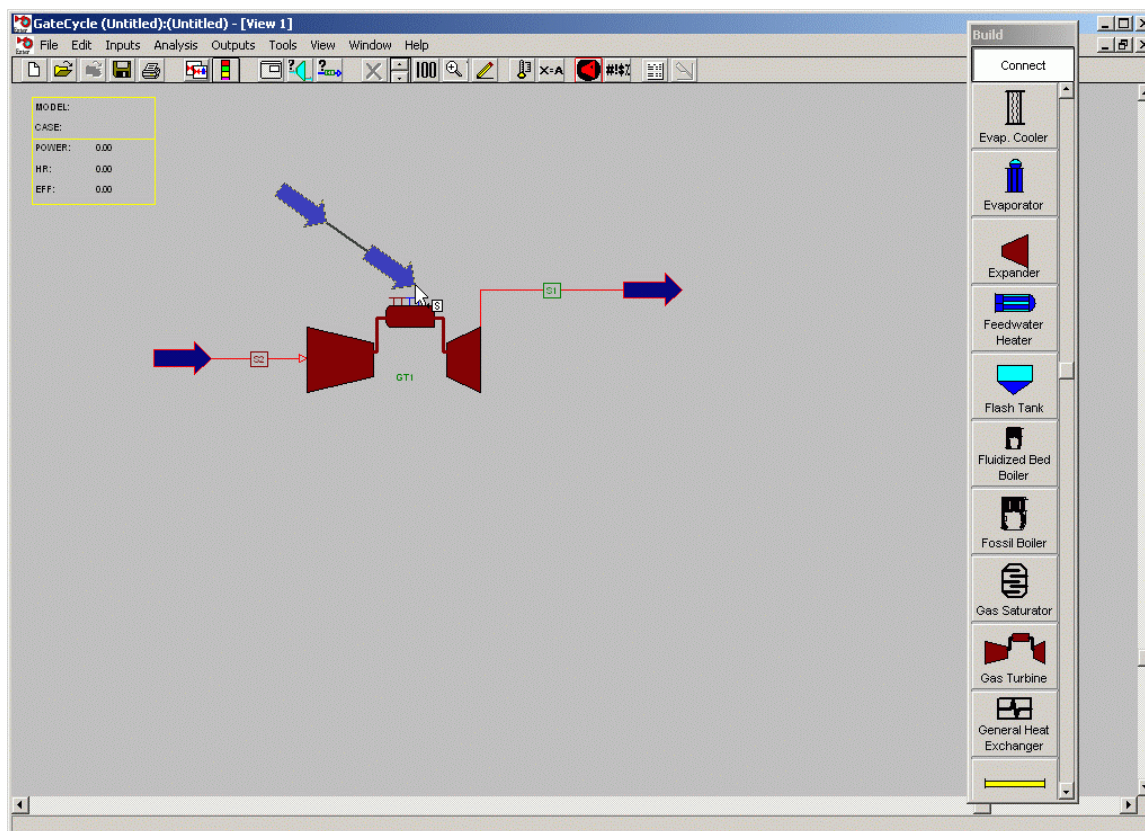 GateCycle (Untitled):(Untitled) - [View 1]
File Edit Inputs Analysis Outputs Tools View Window Help
100 X=A #!$%
MODEL:
CASE:
POWER: 0.00
HR: 0.00
EFF: 0.00
S
S1
S2
GT1
Build
Connect
Evap. Cooler
Evaporator
Expander
Feedwater
Heater
Flash Tank
Fluidized Bed
Boiler
Fossil Boiler
Gas Saturator
Gas Turbine
General Heat
Exchanger